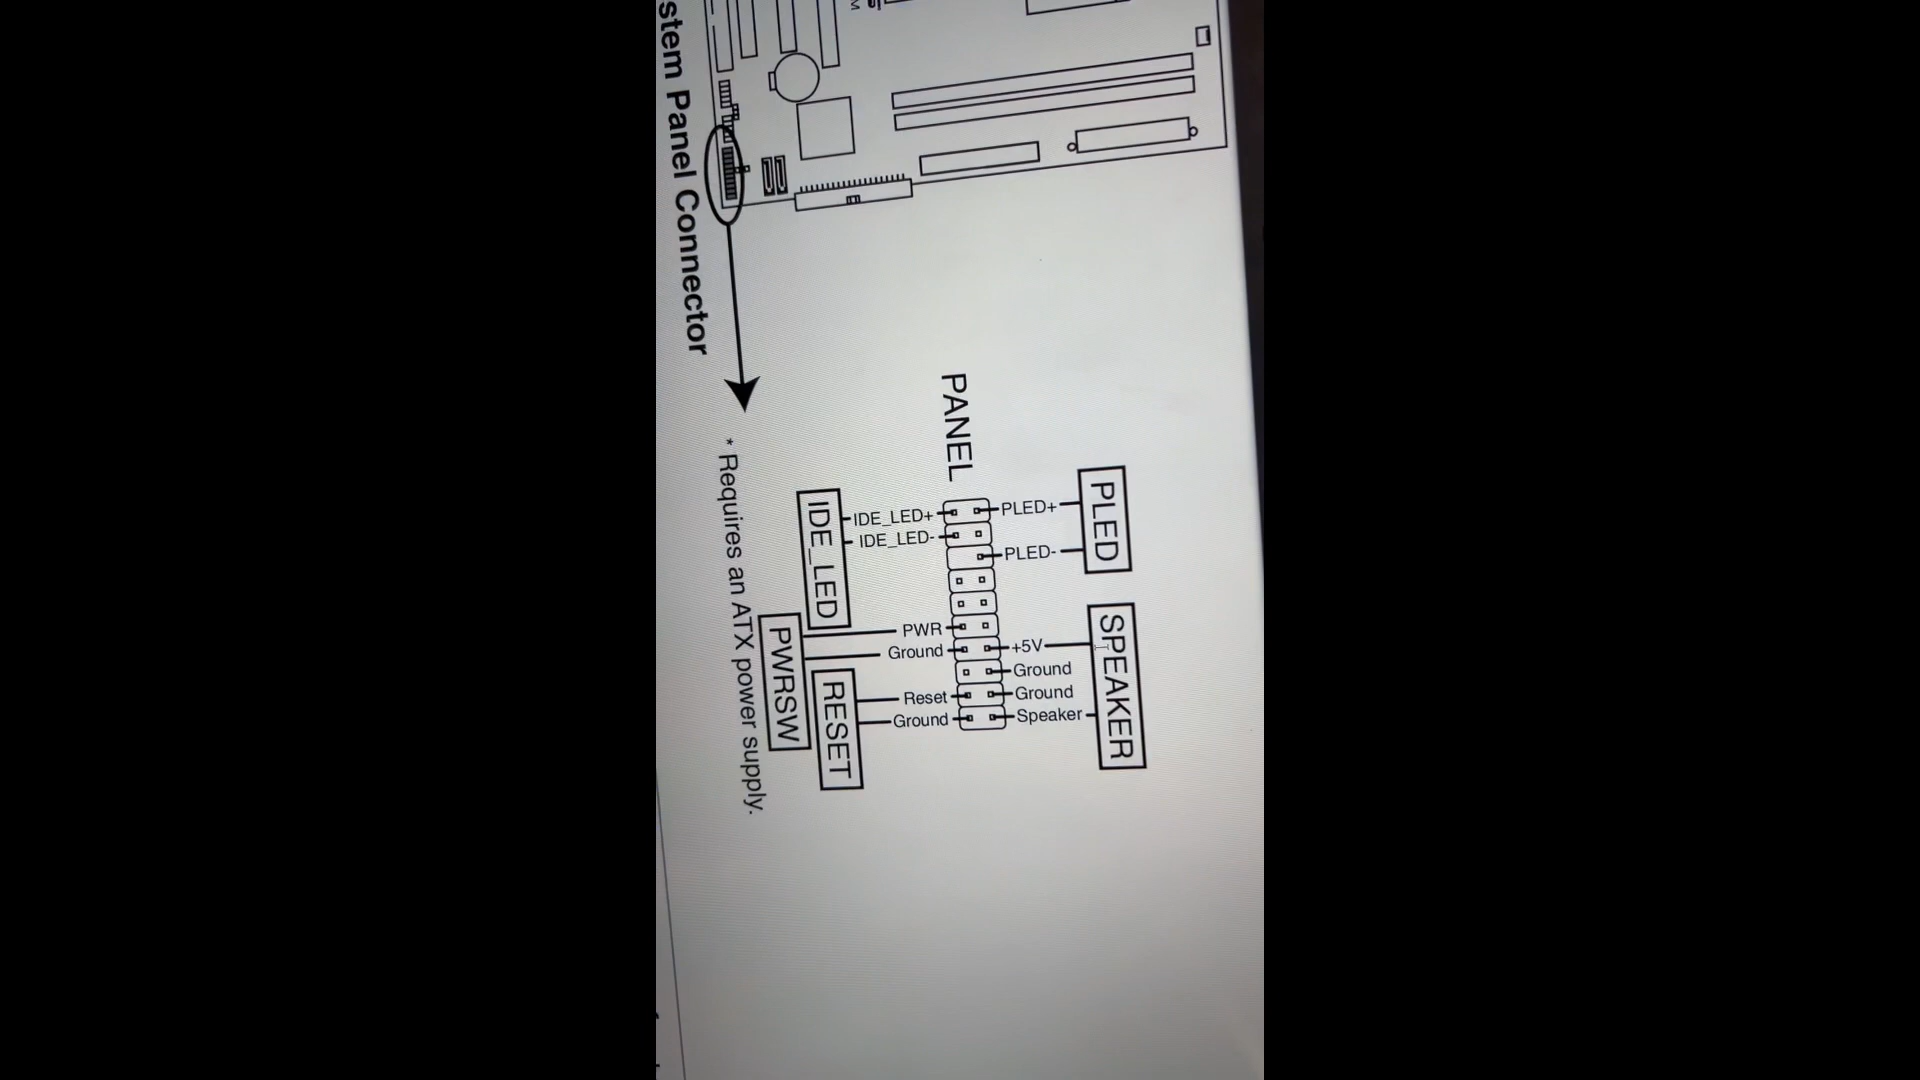 PLED
SPEAKER
PLED+
PLED-
+5V
Ground
Ground
Speaker
PANEL
IDE_LED+
IDE_LED-
PWR
Ground
Reset
Ground
IDE_LED
RESET
PWRSW
* Requires an ATX power supply.
stem Panel Connector